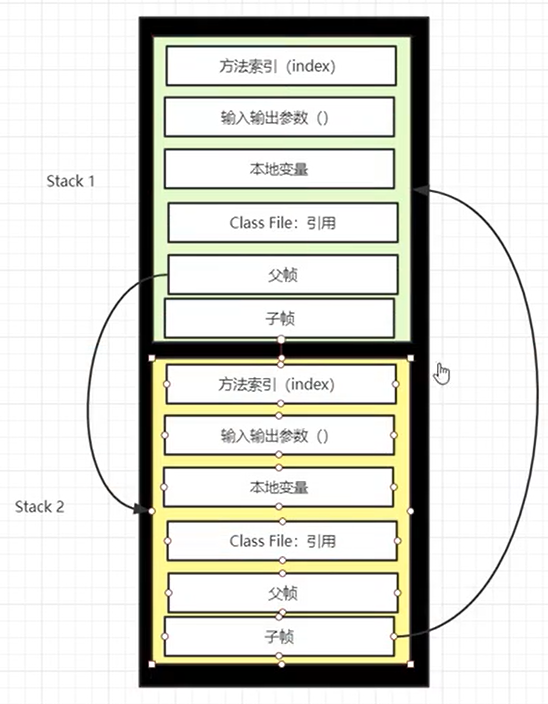 方法索引（index）
输入输出参数（）
本地变量
Stack 1
Class File：引用
父帧
子帧
方法索引（index）
输入输出参数（）
本地变量
Stack 2
Class File：引用
父帧
子帧